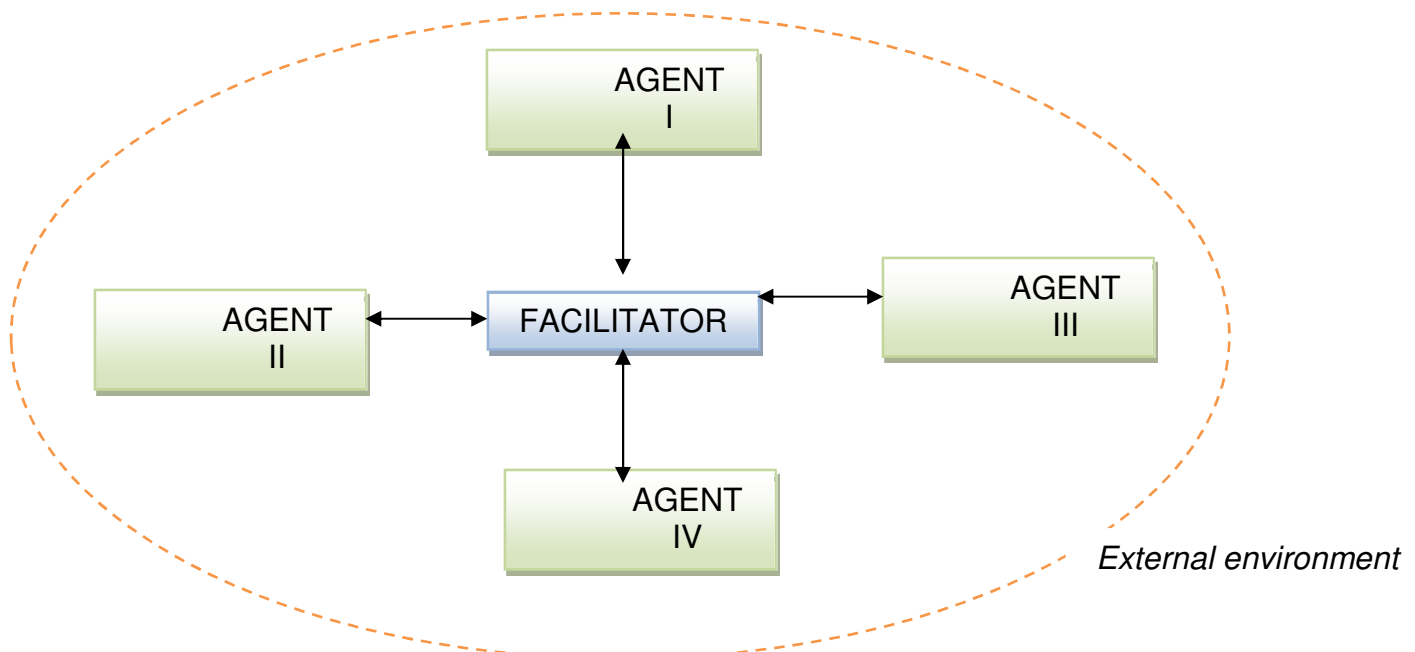 AGENT
I
AGENT
II
FACILITATOR
AGENT
III
AGENT
IV
External environment